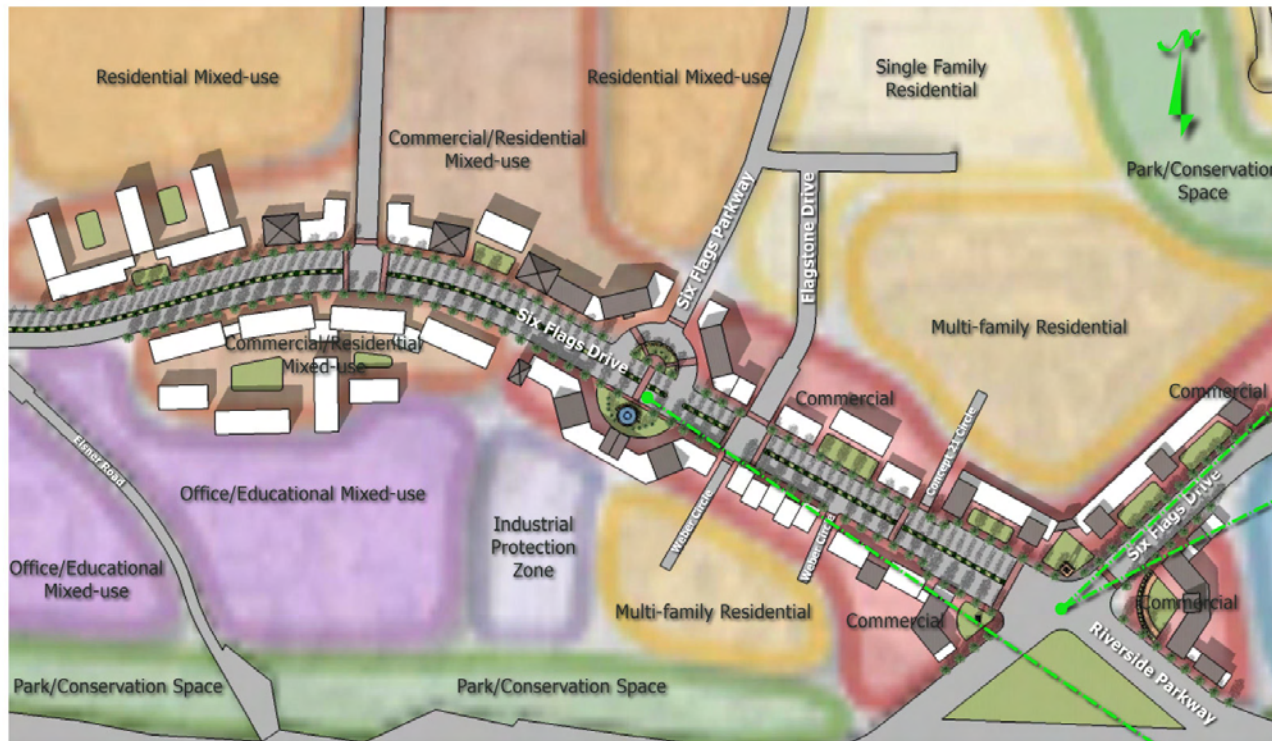 Residential Mixed-use
Residential Mixed-use
Single Family
Residential
Commercial/Residential
Mixed-use
Park/Conservation
Space
Six Flags Parkway
Flagstone Drive
Six Flags Drive
Multi-family Residential
Commercial/Residential
Mixed-use
Commercial
Commercial
Elsner Road
Office/Educational Mixed-use
Concept 21 Circle
Six Flags Drive
Industrial
Protection
Zone
Weber Circle
Weber Circle
Office/Educational
Mixed-use
Multi-family Residential
Commercial
Commercial
Riverside Parkway
Park/Conservation Space
Park/Conservation Space